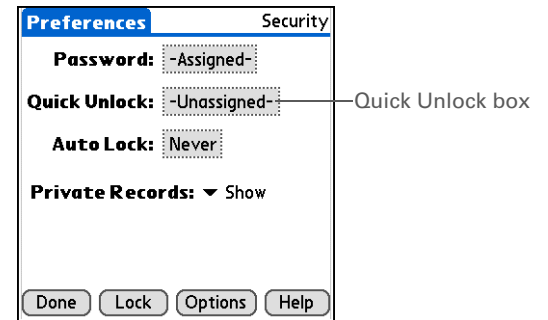 Preferences Security
Password: -Assigned-
Quick Unlock: -Unassigned- Quick Unlock box
Auto Lock: Never
Private Records: Show
Done Lock Options Help